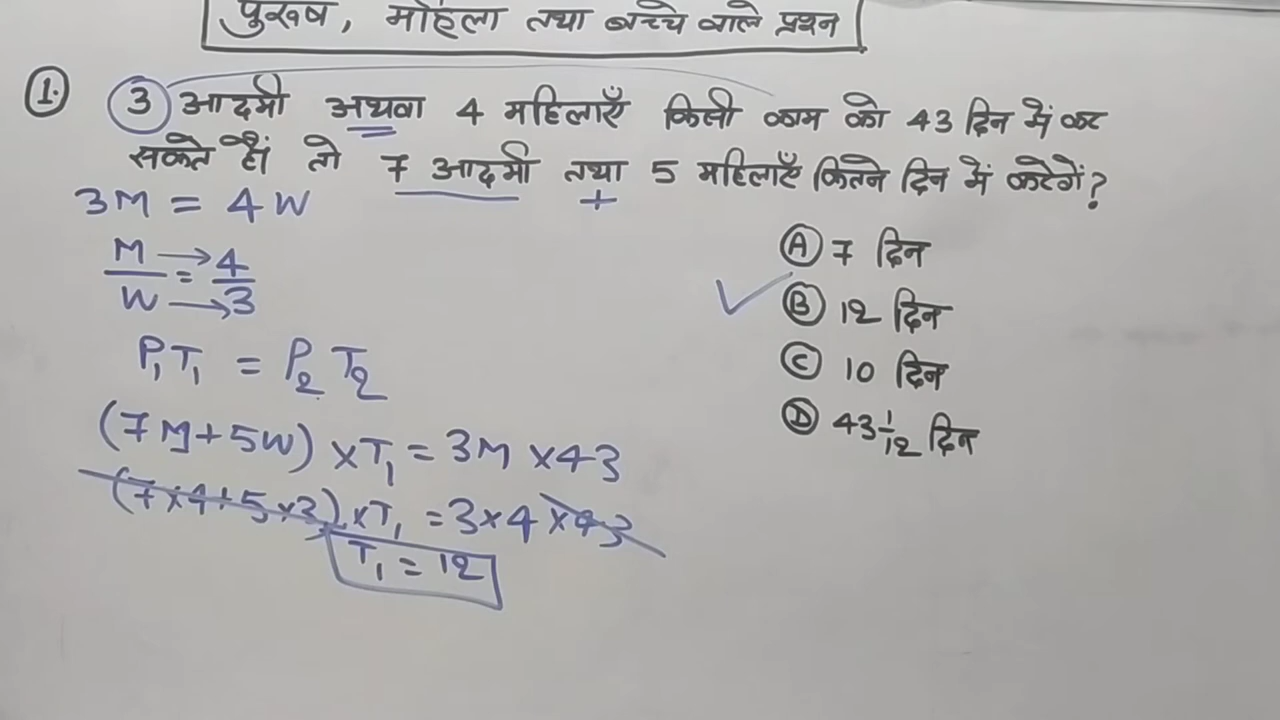 पुरुष, महिला तथा बच्चे वाले प्रश्न
1. 3 आदमी अथवा 4 महिलाएँ किसी काम को 43 दिन में कर
सकते हैं तो 7 आदमी तथा 5 महिलाएँ कितने दिन में करेगें?
+
3M = 4W
M → 4
— = —
W → 3
P₁T₁ = P₂T₂
(7M+5W) ×T₁ = 3M ×43
(7×4+5×3) ×T₁ = 3×4×43
T₁ = 12
A 7 दिन
✓ B 12 दिन
C 10 दिन
D 43 1/12 दिन